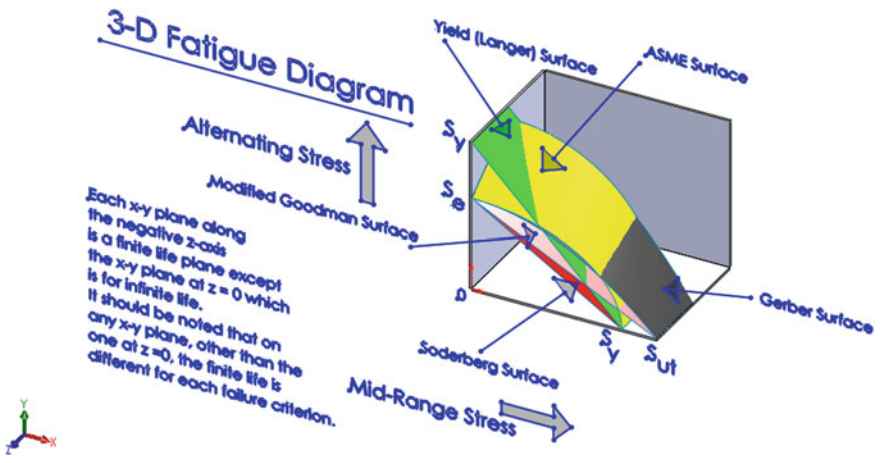 3-D Fatigue Diagram
Yield (Langer) Surface
ASME Surface
Alternating Stress
Modified Goodman Surface
Sy
Se
0
Each x-y plane along
the negative z-axis
is a finite life plane except
the x-y plane at z = 0 which
is for infinite life.
It should be noted that on
any x-y plane, other than the
one at z =0, the finite life is
different for each failure criterion.
Gerber Surface
Sy
Sut
Soderberg Surface
Mid-Range Stress
Y
Z
X